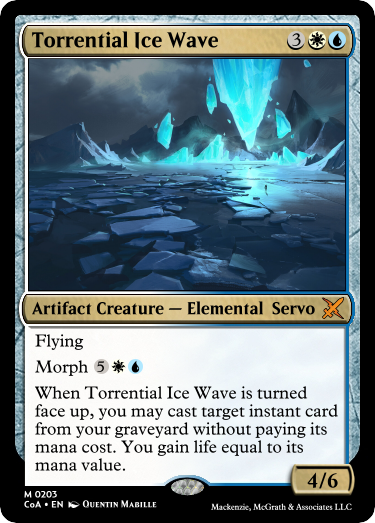 Torrential Ice Wave 3
Artifact Creature — Elemental Servo
Flying
Morph 5
When Torrential Ice Wave is turned
face up, you may cast target instant card
from your graveyard without paying its
mana cost. You gain life equal to its
mana value.
4/6
M 0203
CoA • EN Quentin Mabille
Mackenzie, McGrath & Associates LLC